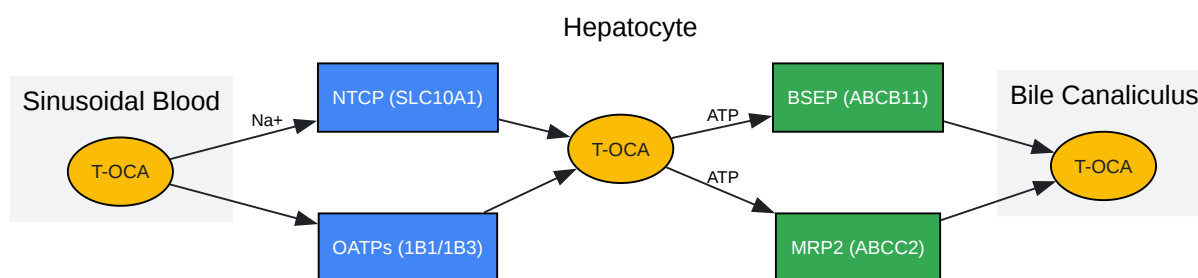 Hepatocyte
Sinusoidal Blood
T-OCA
Na+
NTCP (SLC10A1)
OATPs (1B1/1B3)
T-OCA
ATP
ATP
BSEP (ABCB11)
MRP2 (ABCC2)
Bile Canaliculus
T-OCA